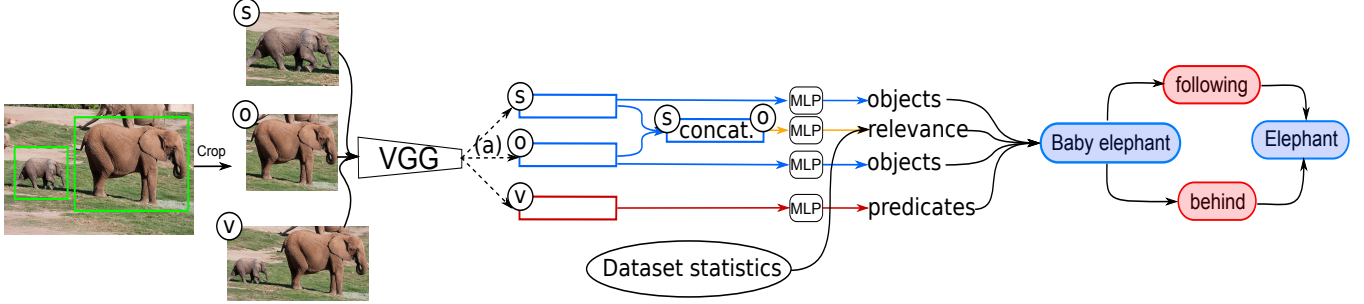 s
o
v
Crop
VGG
(a)
s
o
v
s concat. o
MLP
MLP
MLP
MLP
objects
relevance
objects
predicates
Dataset statistics
Baby elephant
following
behind
Elephant